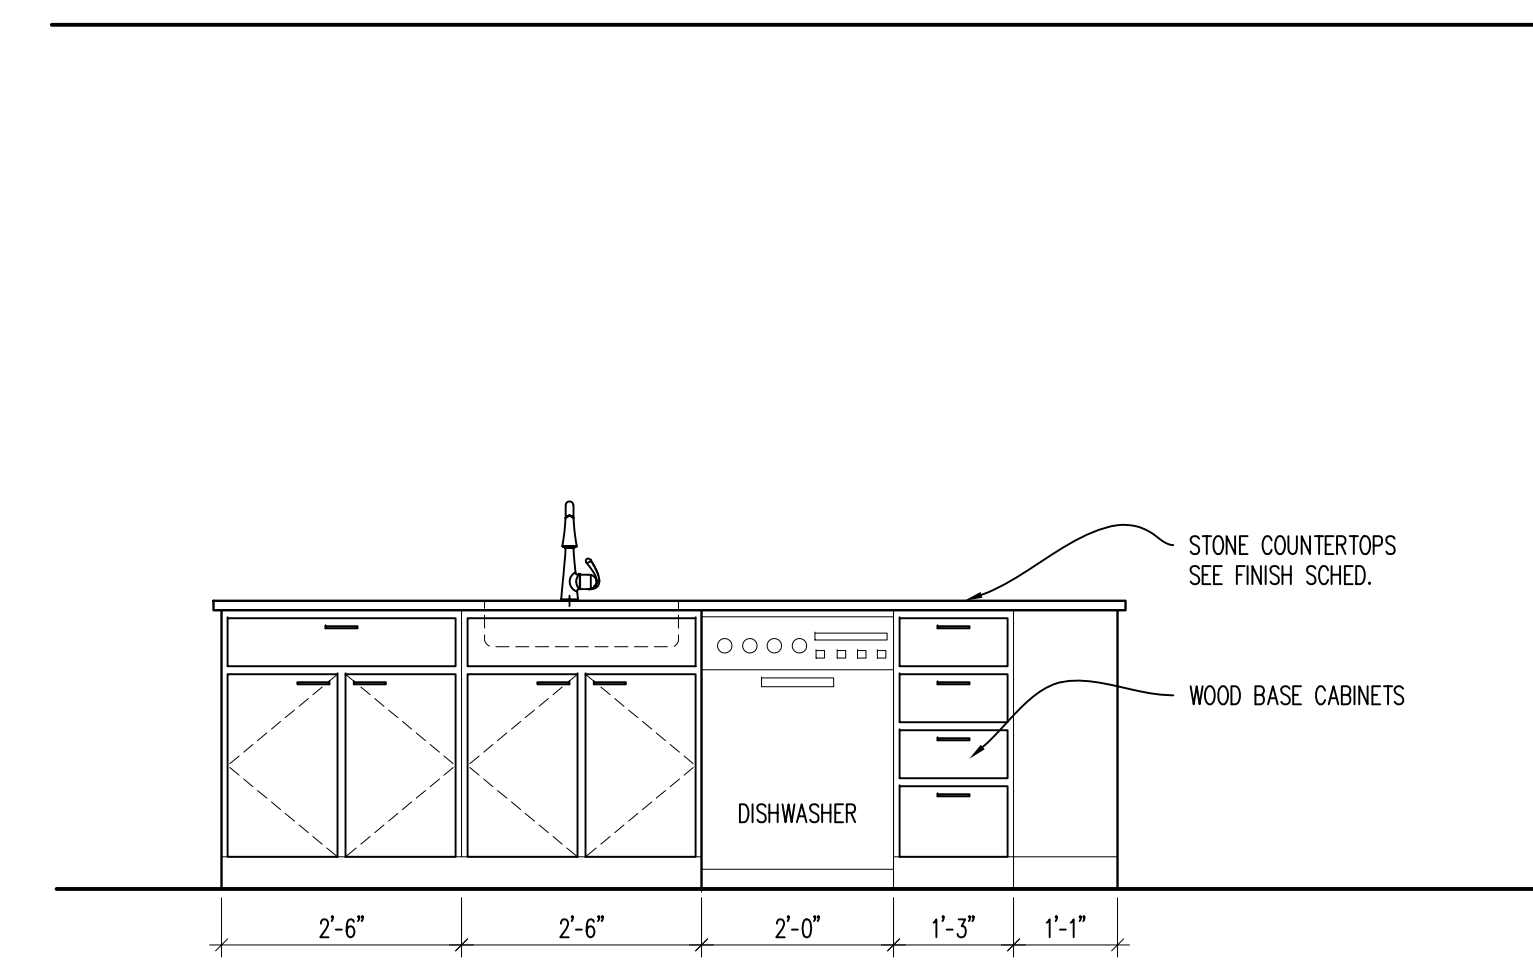 STONE COUNTERTOPS
SEE FINISH SCHED.
WOOD BASE CABINETS
DISHWASHER
2'-6" 2'-6" 2'-0" 1'-3" 1'-1"